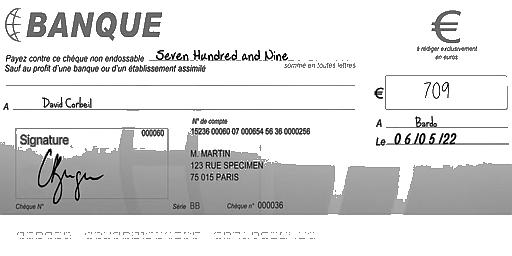 BANQUE
€
à rédiger exclusivement
en euros
Payez contre ce chèque non endossable Seven Hundred and Nine
Sauf au profit d'une banque ou d'un établissement assimilé
somme en toutes lettres
€ 709
A David Corbeil
A Bardo
Le 06/05/22
Signature
000060
N° de compte
15236 00060 07 000654 56 36 0000256
M. MARTIN
123 RUE SPECIMEN
75 015 PARIS
Chèque N°
Série BB
Chèque n° 000036